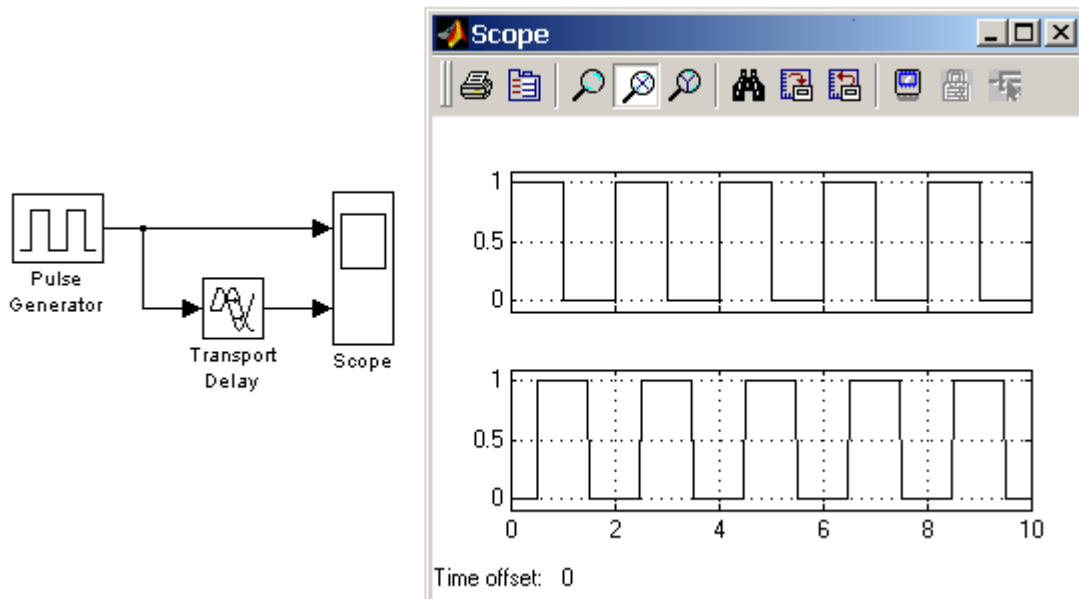 Scope
Pulse
Generator
Transport
Delay
Scope
1
0.5
0
1
0.5
0
0 2 4 6 8 10
Time offset: 0